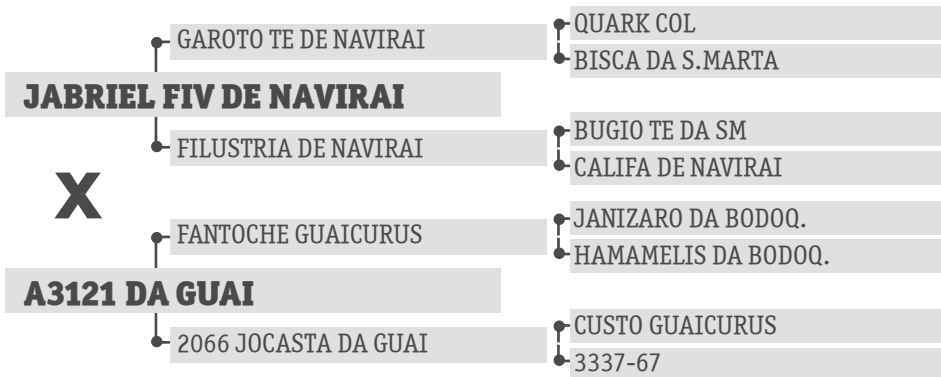 QUARK COL
GAROTO TE DE NAVIRAI
BISCA DA S.MARTA
JABRIEL FIV DE NAVIRAI
BUGIO TE DA SM
FILUSTRIA DE NAVIRAI
CALIFA DE NAVIRAI
X
JANIZARO DA BODOQ.
FANTOCHE GUAICURUS
HAMAMELIS DA BODOQ.
A3121 DA GUAI
CUSTO GUAICURUS
2066 JOCASTA DA GUAI
3337-67